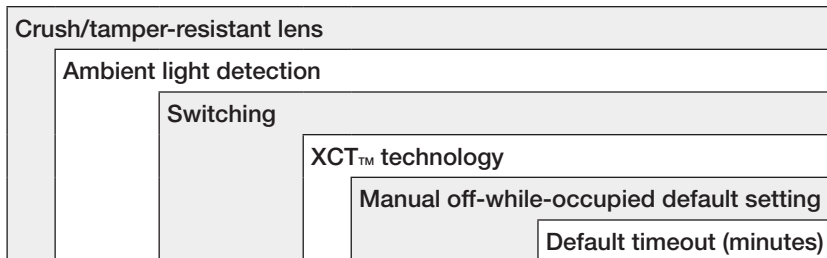 Crush/tamper-resistant lens
Ambient light detection
Switching
XCT™ technology
Manual off-while-occupied default setting
Default timeout (minutes)